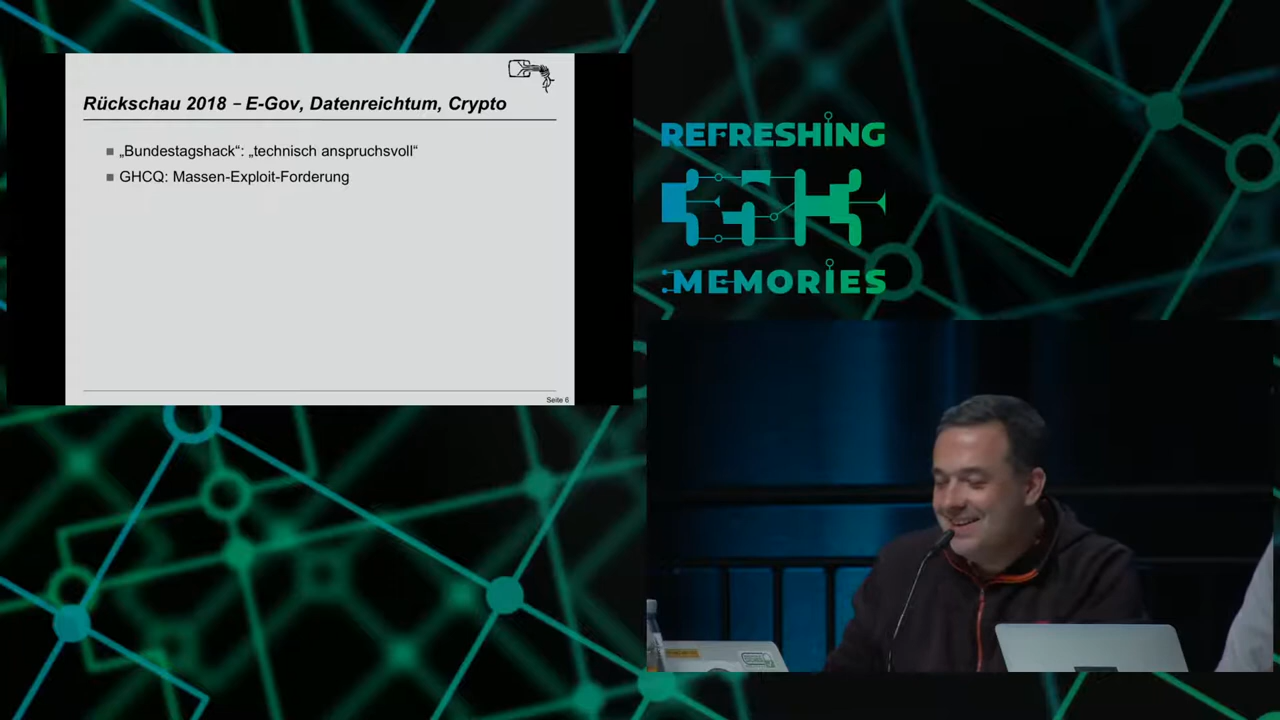 Rückschau 2018 – E-Gov, Datenreichtum, Crypto
„Bundestagshack“: „technisch anspruchsvoll“
GHCQ: Massen-Exploit-Forderung
Seite 6
REFRESHING
MEMORIES